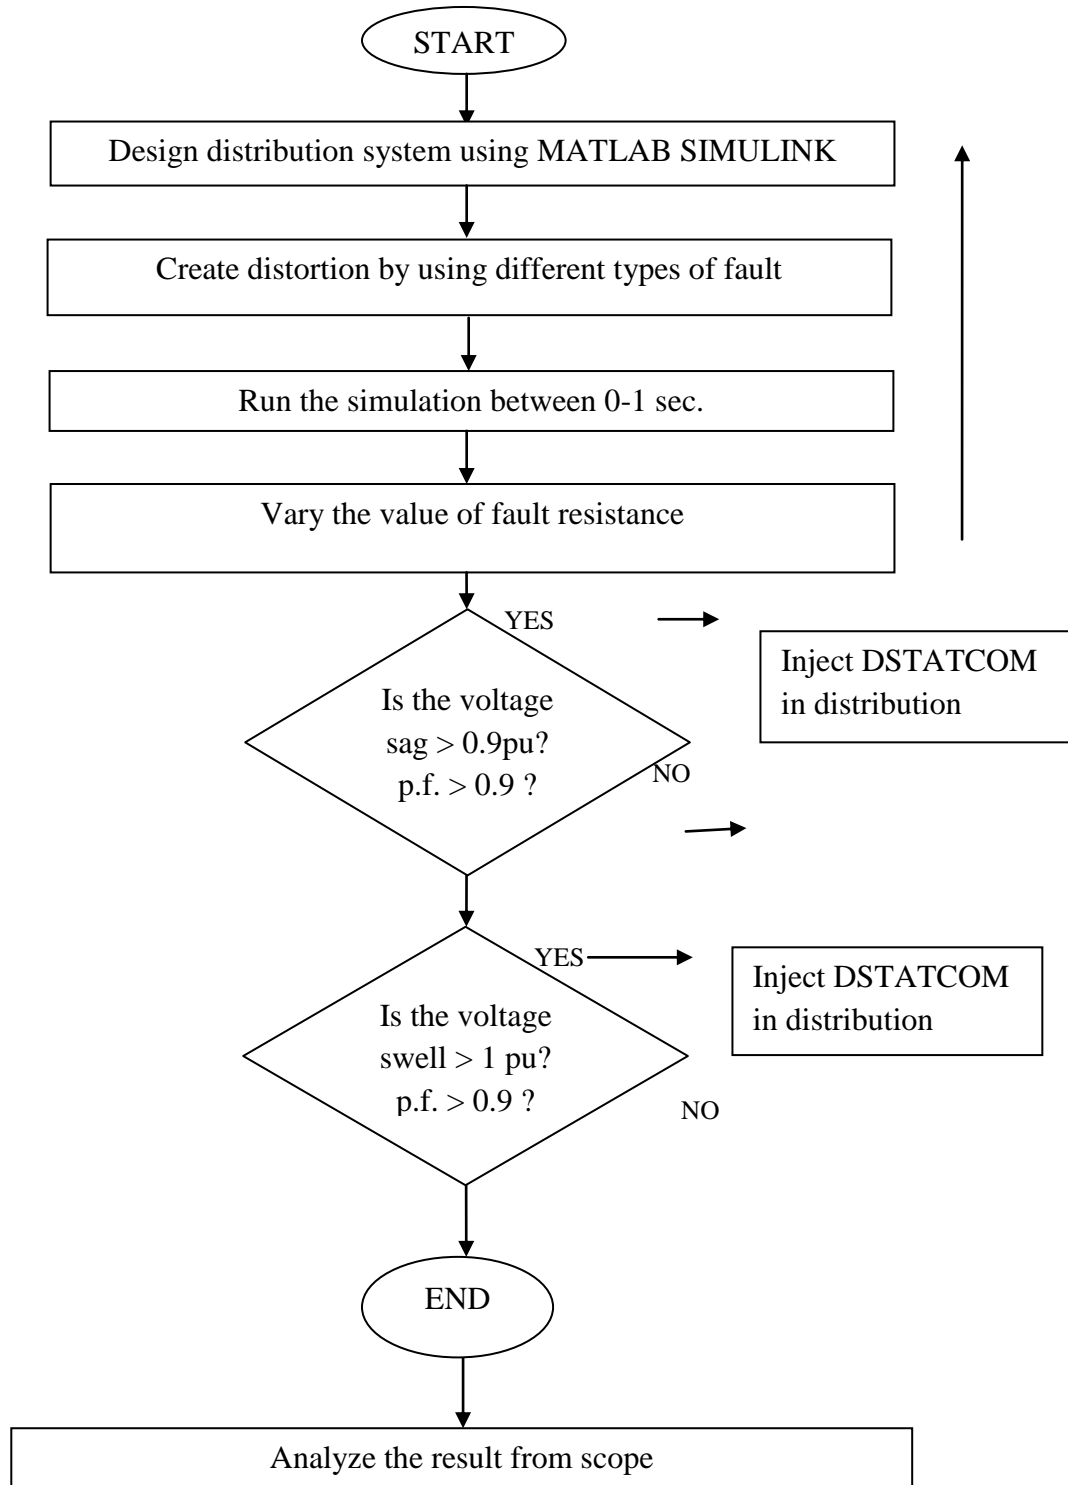 START
Design distribution system using MATLAB SIMULINK
Create distortion by using different types of fault
Run the simulation between 0-1 sec.
Vary the value of fault resistance
YES
Inject DSTATCOM
in distribution
Is the voltage
sag > 0.9pu?
p.f. > 0.9 ?
NO
YES
Inject DSTATCOM
in distribution
Is the voltage
swell > 1 pu?
p.f. > 0.9 ?
NO
END
Analyze the result from scope